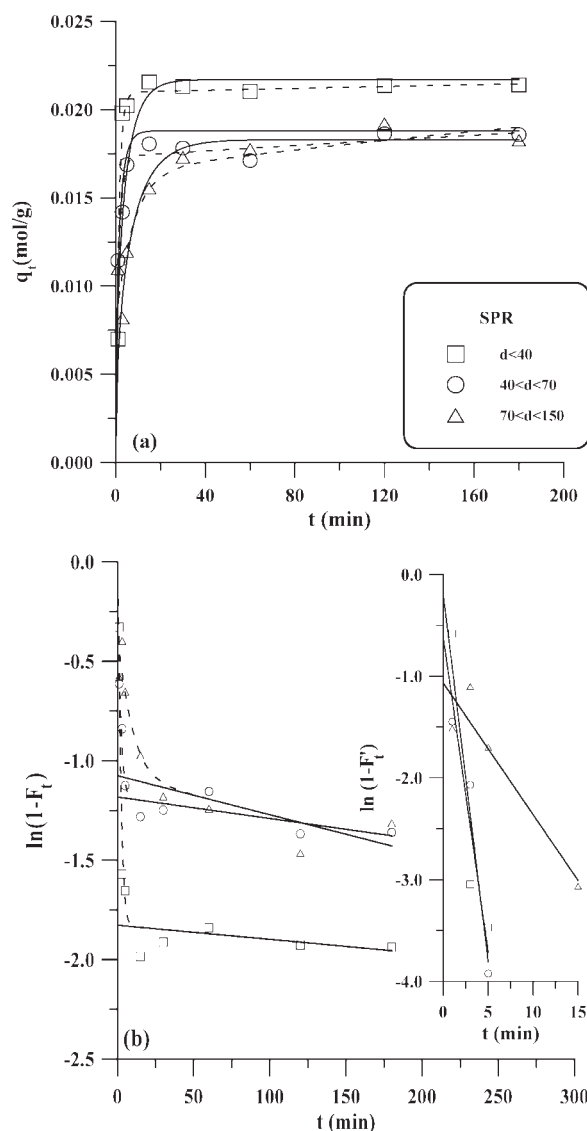 0.025
0.020
0.015
0.010
0.005
0.000
qt(mol/g)
SPR
d<40
40<d<70
70<d<150
(a)
0 40 80 120 160 200
t (min)
0.0
-0.5
-1.0
-1.5
-2.0
-2.5
ln(1-Ft)
(b)
0 50 100 150 200 250 300
t (min)
0.0
-1.0
-2.0
-3.0
-4.0
ln (1-F't)
0 5 10 15
t (min)